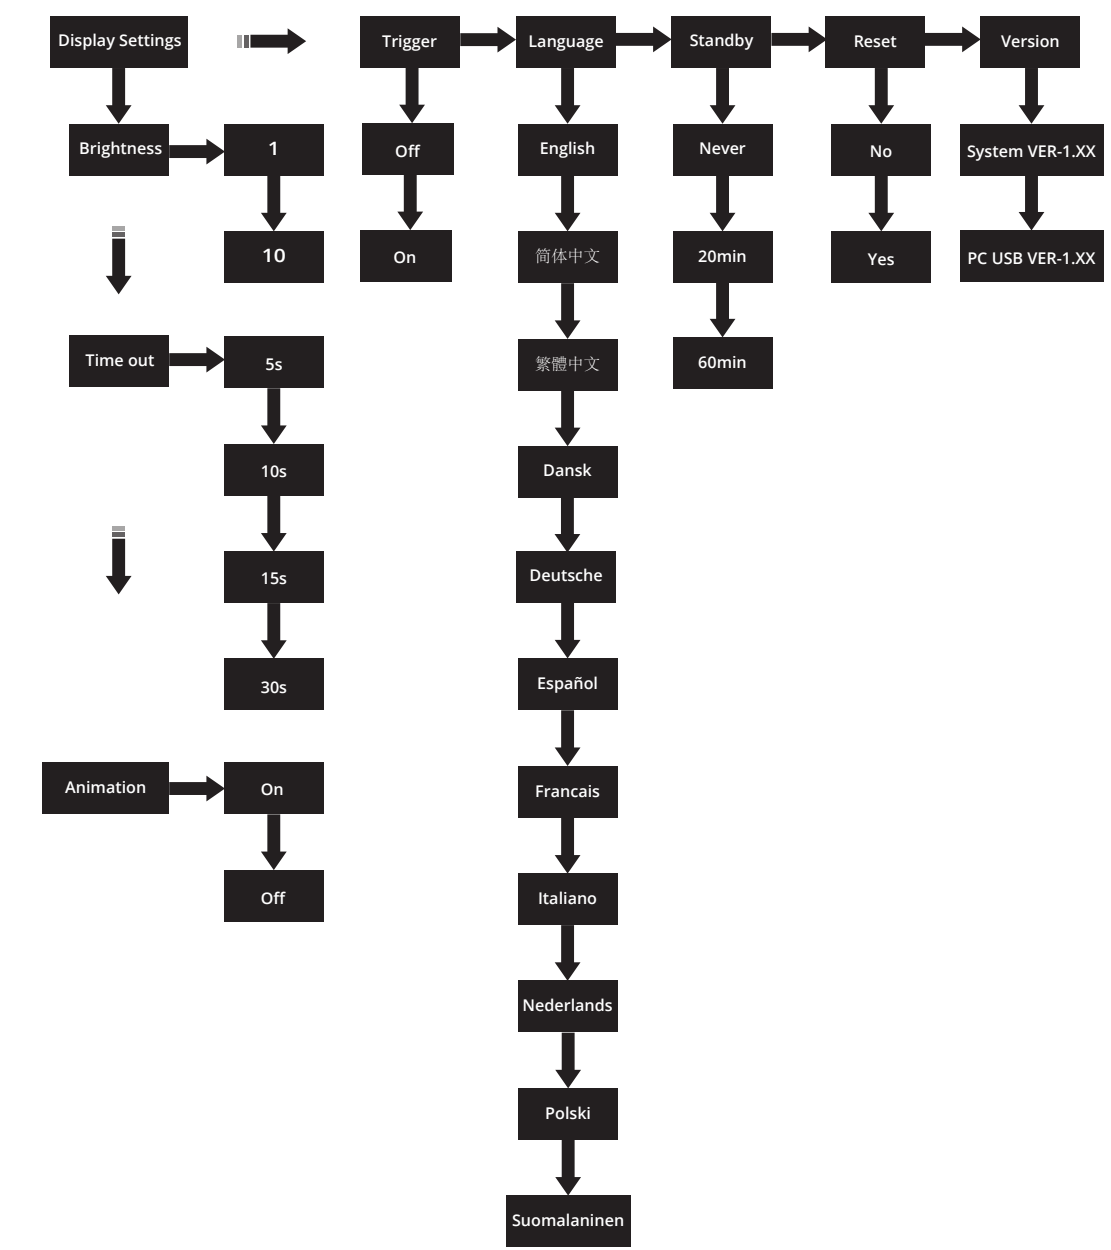 Display Settings
Trigger
Language
Standby
Reset
Version
Brightness
1
10
Time out
5s
10s
15s
30s
Animation
On
Off
Off
On
English
简体中文
繁體中文
Dansk
Deutsche
Español
Francais
Italiano
Nederlands
Polski
Suomalaninen
Never
20min
60min
No
Yes
System VER-1.XX
PC USB VER-1.XX